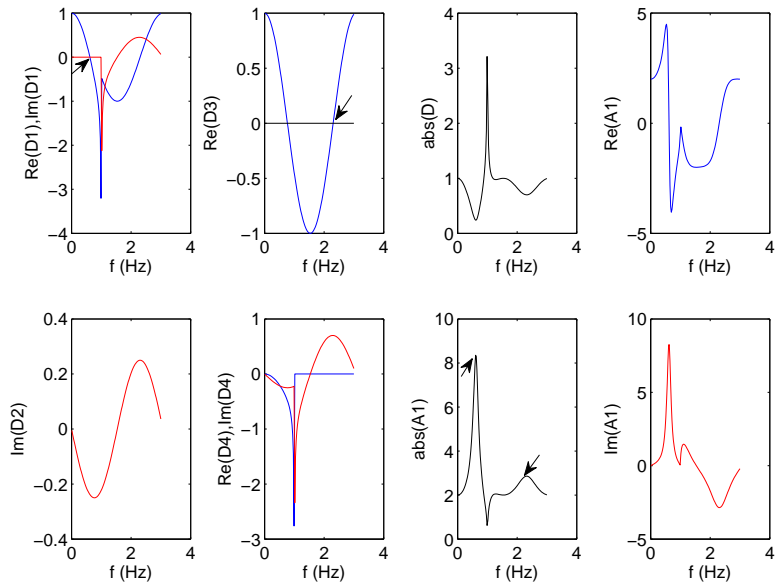 1
0
−1
−2
−3
−4
0 2 4
f (Hz)
Re(D1),Im(D1)
1
0.5
0
−0.5
−1
0 2 4
f (Hz)
Re(D3)
4
3
2
1
0
0 2 4
f (Hz)
abs(D)
5
0
−5
0 2 4
f (Hz)
Re(A1)
0.4
0.2
0
−0.2
−0.4
0 2 4
f (Hz)
Im(D2)
1
0
−1
−2
−3
0 2 4
f (Hz)
Re(D4),Im(D4)
10
8
6
4
2
0
0 2 4
f (Hz)
abs(A1)
10
5
0
−5
0 2 4
f (Hz)
Im(A1)